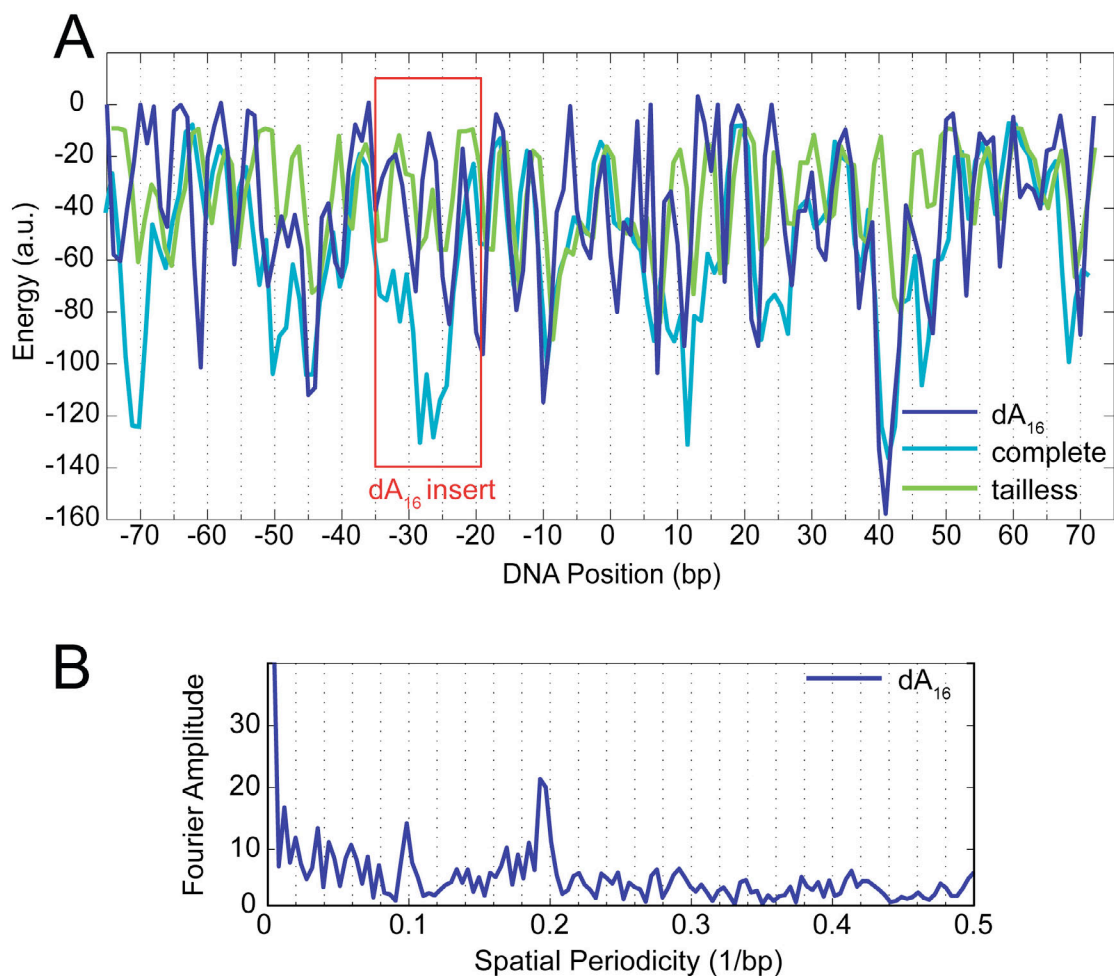 A
0
-20
-40
-60
-80
-100
-120
-140
-160
Energy (a.u.)
dA16 insert
dA16
complete
tailless
-70 -60 -50 -40 -30 -20 -10 0 10 20 30 40 50 60 70
DNA Position (bp)
B
30
20
10
0
Fourier Amplitude
dA16
0 0.1 0.2 0.3 0.4 0.5
Spatial Periodicity (1/bp)